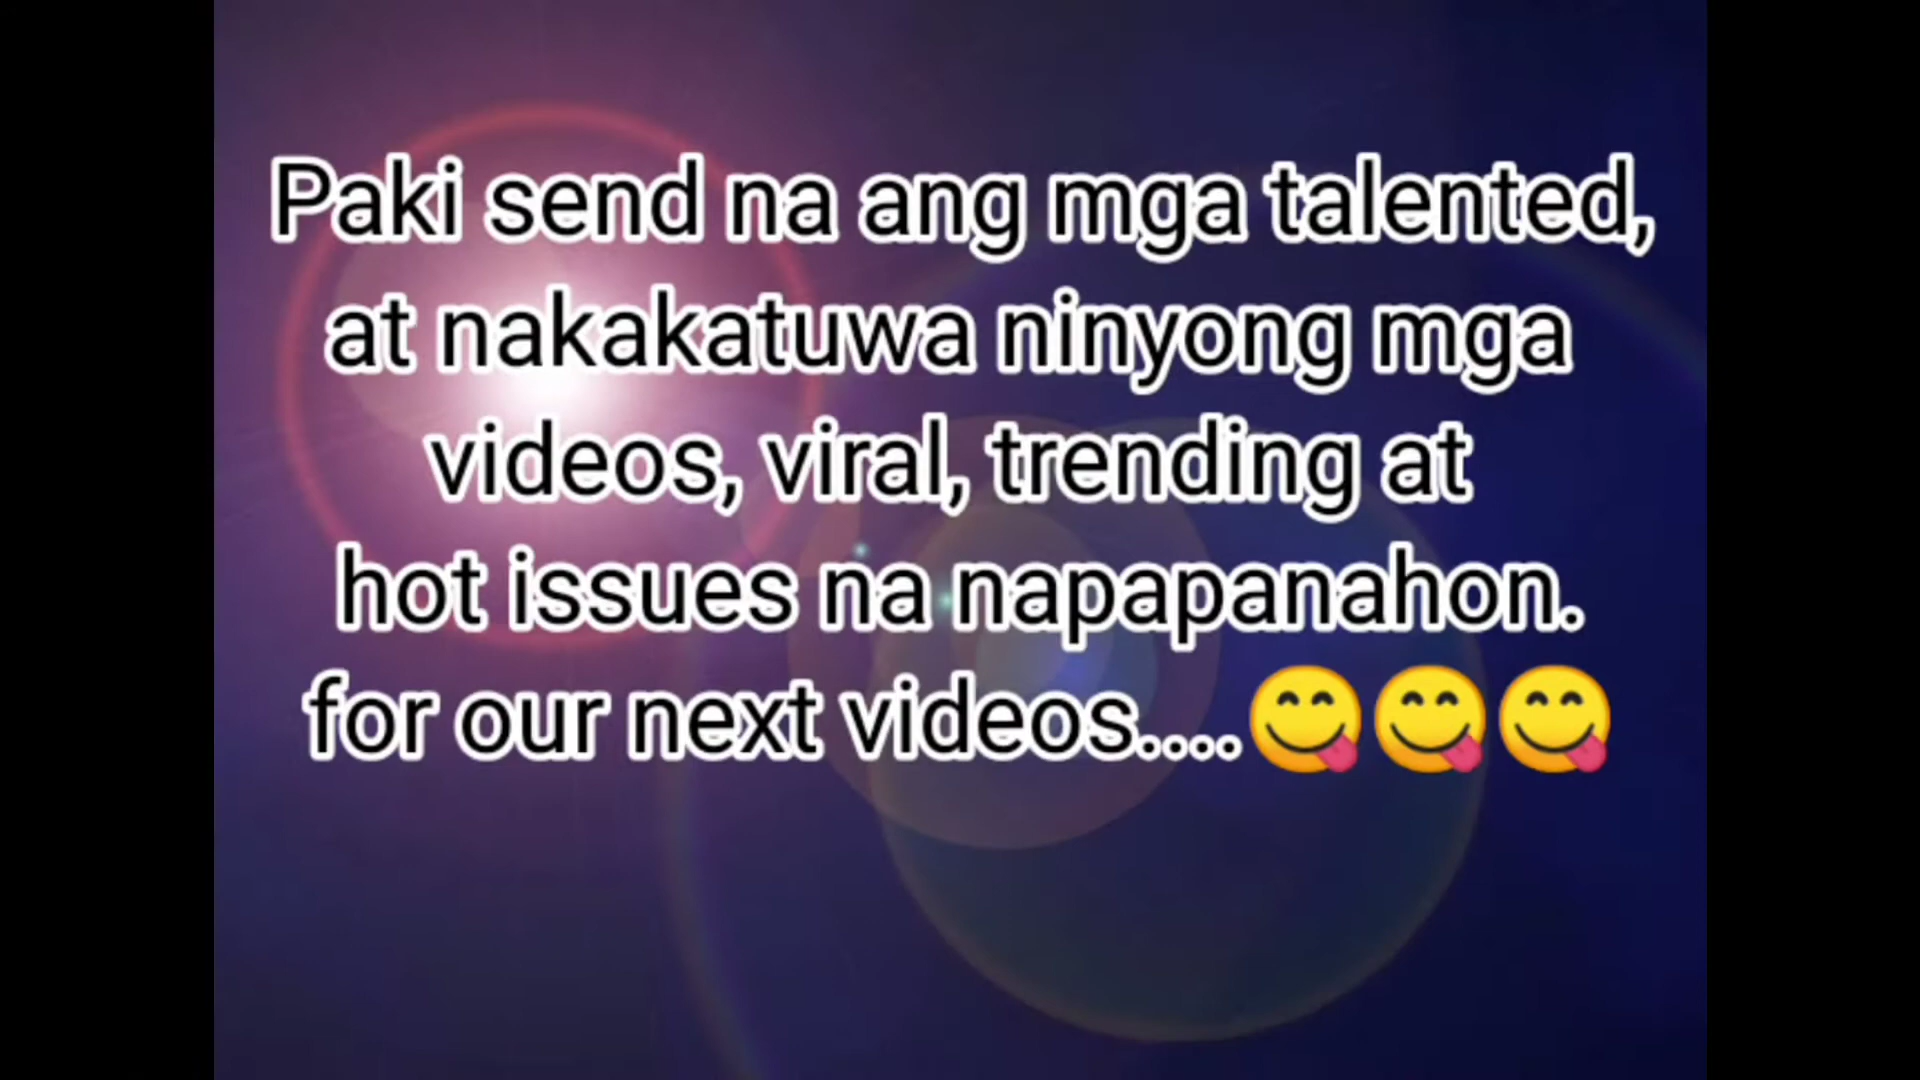 Paki send na ang mga talented,
at nakakatuwa ninyong mga
videos, viral, trending at
hot issues na napapanahon.
for our next videos....😋😋😋